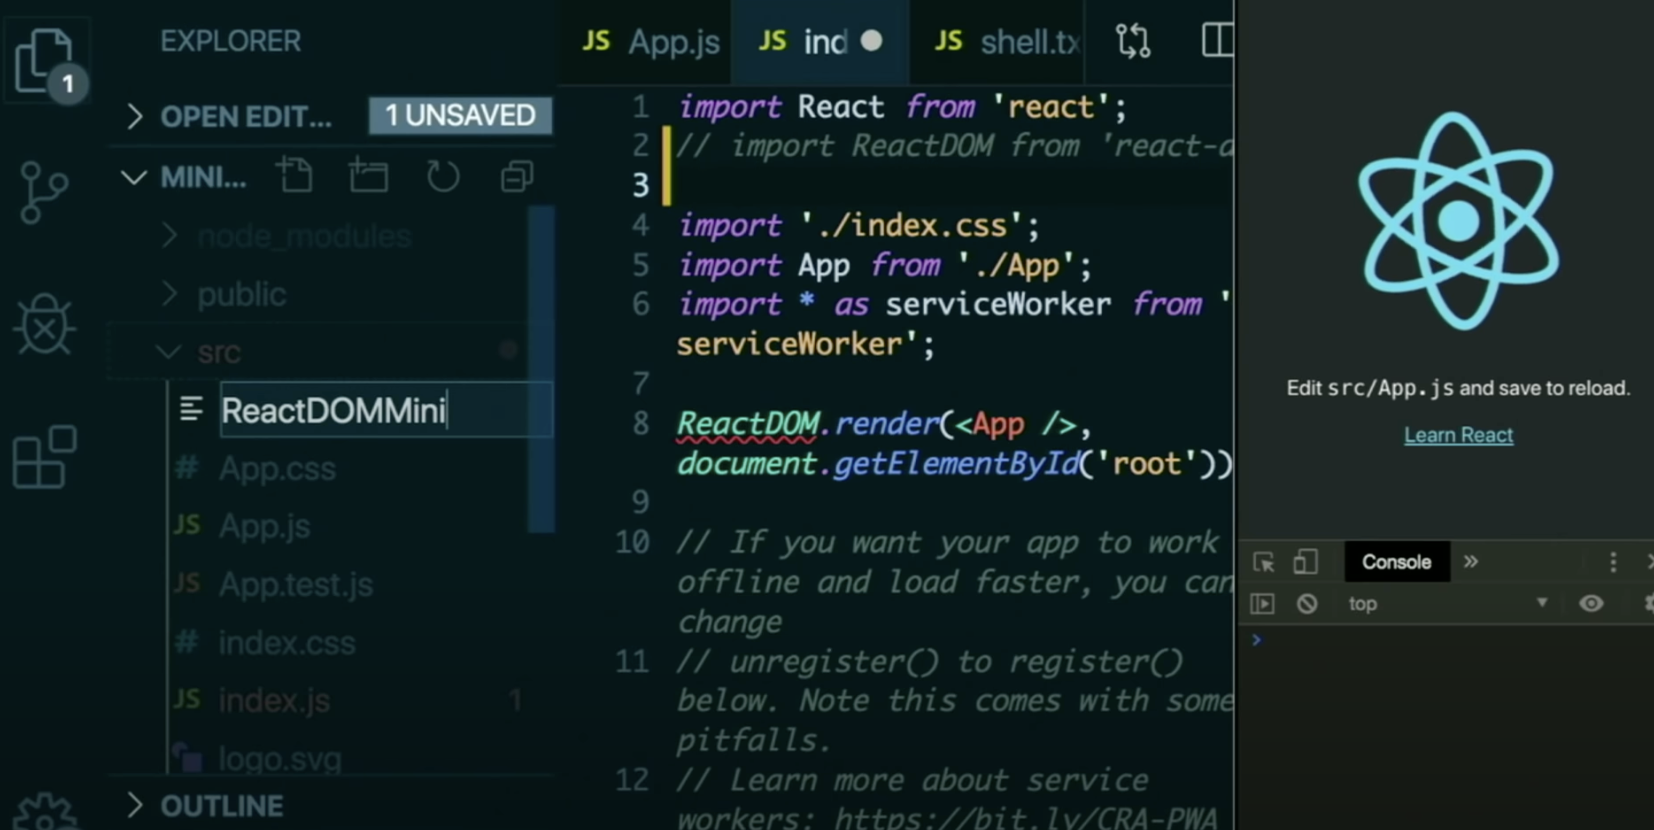 EXPLORER
OPEN EDIT... 1 UNSAVED
MINI...
node_modules
public
src
ReactDOMMini
# App.css
JS App.js
JS App.test.js
# index.css
JS index.js 1
logo.svg
OUTLINE
1
JS App.js JS ind JS shell.tx
1 import React from 'react';
2 // import ReactDOM from 'react-d
3
4 import './index.css';
5 import App from './App';
6 import * as serviceWorker from '
serviceWorker';
7
8 ReactDOM.render(<App />,
document.getElementById('root'))
9
10 // If you want your app to work
offline and load faster, you can
change
11 // unregister() to register()
below. Note this comes with some
pitfalls.
12 // Learn more about service
workers: https://bit.ly/CRA-PWA
Edit src/App.js and save to reload.
Learn React
Console »
top